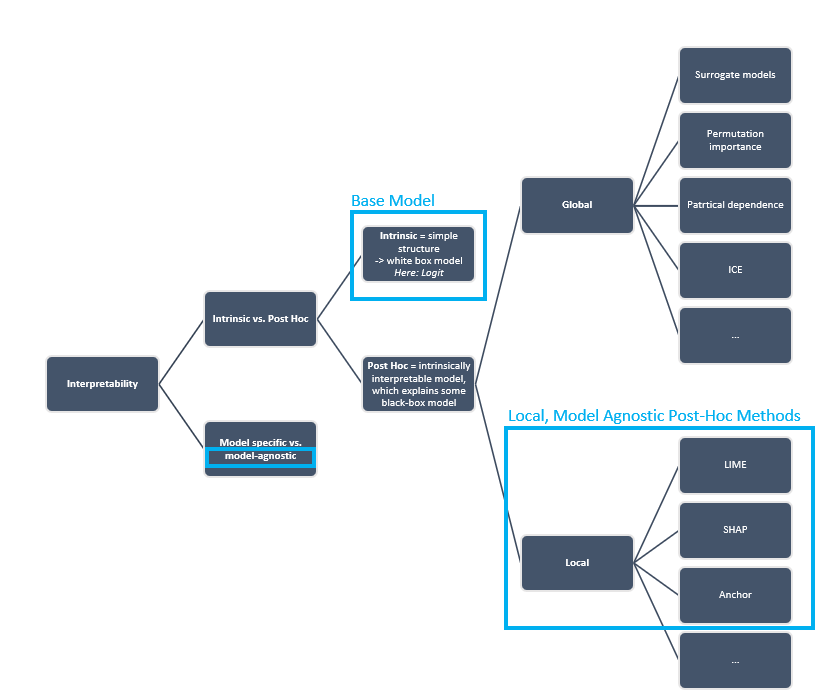 Interpretability
Intrinsic vs. Post Hoc
Model specific vs.
model-agnostic
Base Model
Intrinsic = simple
structure
-> white box model
Here: Logit
Post Hoc = intrinsically
interpretable model,
which explains some
black-box model
Global
Surrogate models
Permutation
importance
Patrtical dependence
ICE
...
Local, Model Agnostic Post-Hoc Methods
Local
LIME
SHAP
Anchor
...